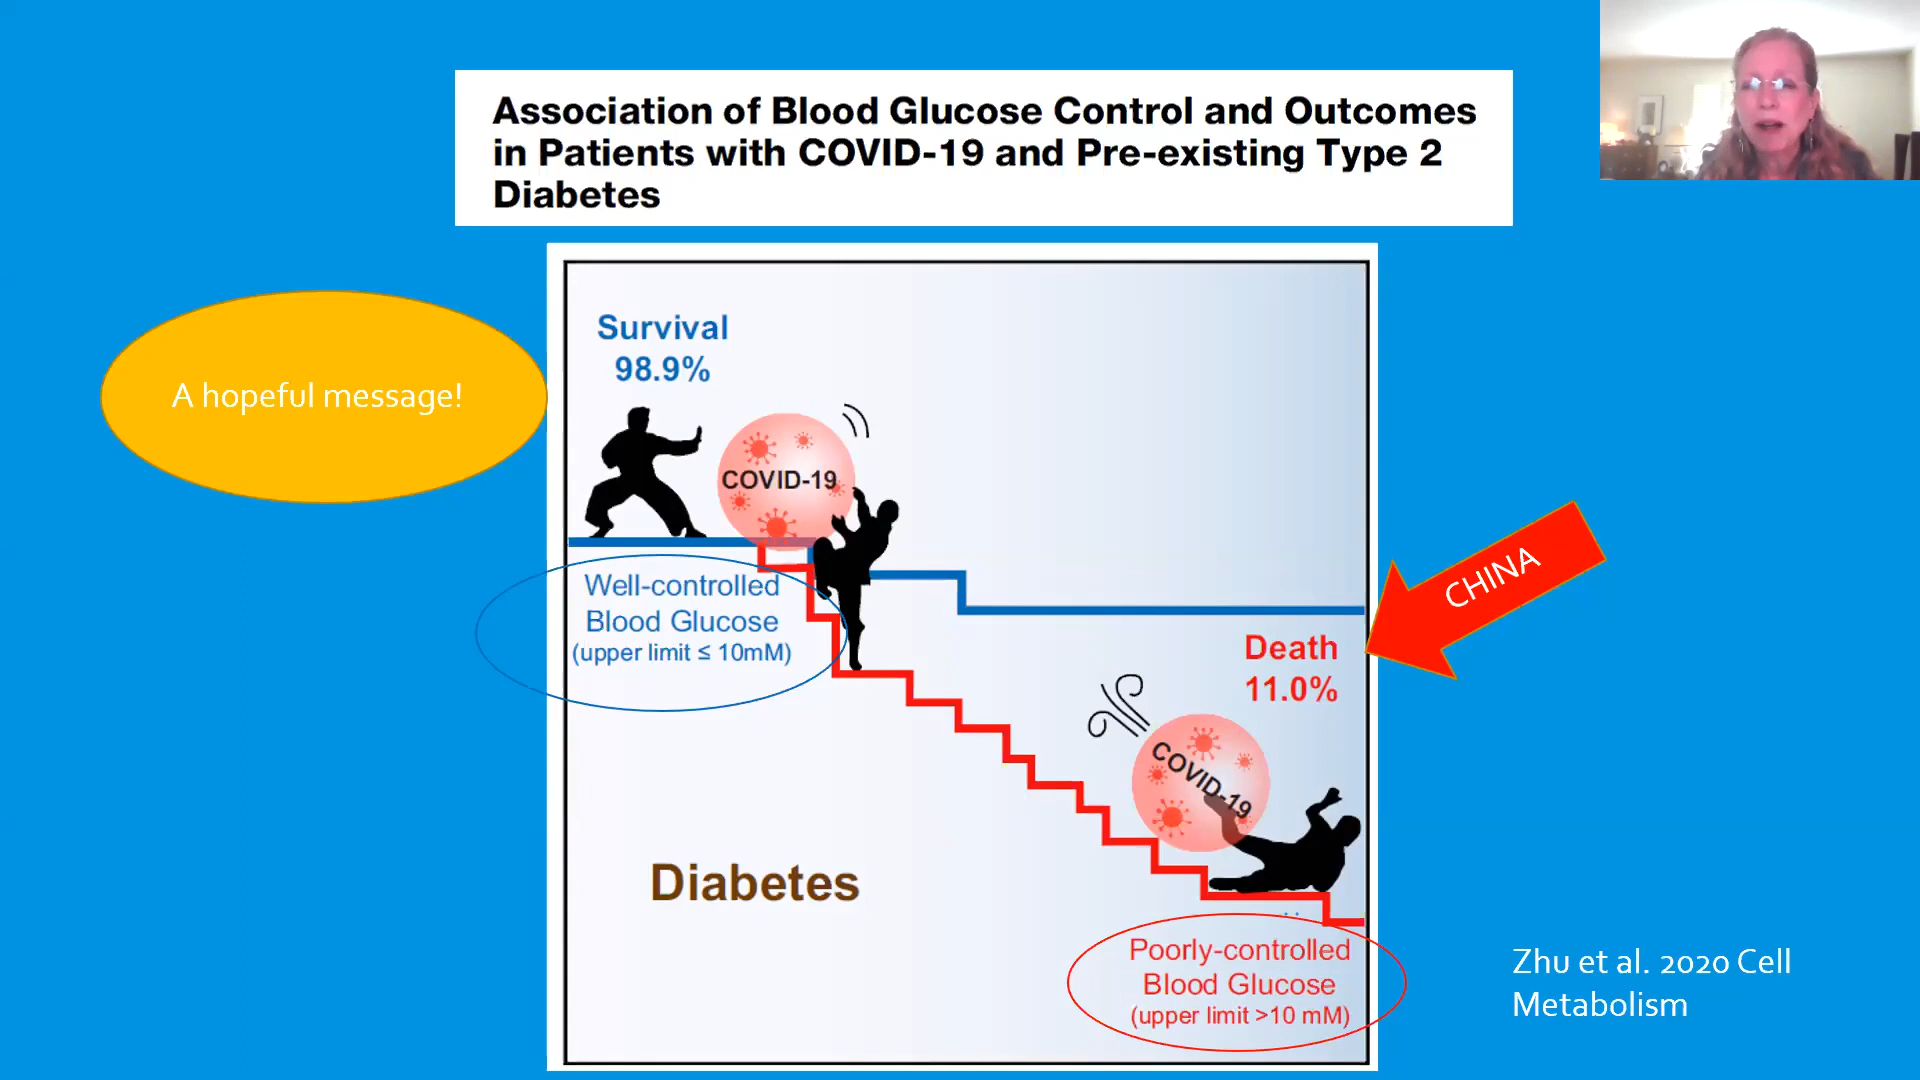 Association of Blood Glucose Control and Outcomes
in Patients with COVID-19 and Pre-existing Type 2
Diabetes
A hopeful message!
Survival
98.9%
COVID-19
Well-controlled
Blood Glucose
(upper limit ≤ 10mM)
CHINA
Death
11.0%
COVID-19
Diabetes
Poorly-controlled
Blood Glucose
(upper limit >10 mM)
Zhu et al. 2020 Cell
Metabolism